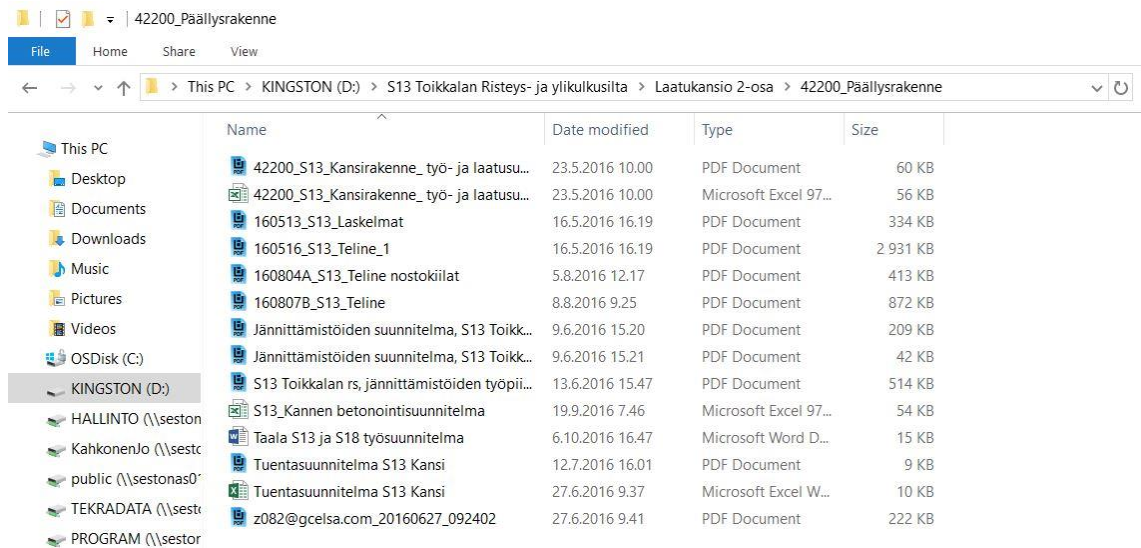 42200_Päällysrakenne
File Home Share View
This PC > KINGSTON (D:) > S13 Toikkalan Risteys- ja ylikulkusilta > Laatukansio 2-osa > 42200_Päällysrakenne
Name Date modified Type Size
This PC
Desktop
Documents
Downloads
Music
Pictures
Videos
OSDisk (C:)
KINGSTON (D:)
HALLINTO (\\seston
KahkonenJo (\\sesto
public (\\sestonas01
TEKRADATA (\\sesto
PROGRAM (\\seston
42200_S13_Kansirakenne_ työ- ja laatusu... 23.5.2016 10.00 PDF Document 60 KB
42200_S13_Kansirakenne_ työ- ja laatusu... 23.5.2016 10.00 Microsoft Excel 97... 56 KB
160513_S13_Laskelmat 16.5.2016 16.19 PDF Document 334 KB
160516_S13_Teline_1 16.5.2016 16.19 PDF Document 2 931 KB
160804A_S13_Teline nostokiilat 5.8.2016 12.17 PDF Document 413 KB
160807B_S13_Teline 8.8.2016 9.25 PDF Document 872 KB
Jännittämistöiden suunnitelma, S13 Toikk... 9.6.2016 15.20 PDF Document 209 KB
Jännittämistöiden suunnitelma, S13 Toikk... 9.6.2016 15.21 PDF Document 42 KB
S13 Toikkalan rs, jännittämistöiden työpii... 13.6.2016 15.47 PDF Document 514 KB
S13_Kannen betonointisuunnitelma 19.9.2016 7.46 Microsoft Excel 97... 54 KB
Taala S13 ja S18 työsuunnitelma 6.10.2016 16.47 Microsoft Word D... 15 KB
Tuentasuunnitelma S13 Kansi 12.7.2016 16.01 PDF Document 9 KB
Tuentasuunnitelma S13 Kansi 27.6.2016 9.37 Microsoft Excel W... 10 KB
z082@gcelsa.com_20160627_092402 27.6.2016 9.41 PDF Document 222 KB